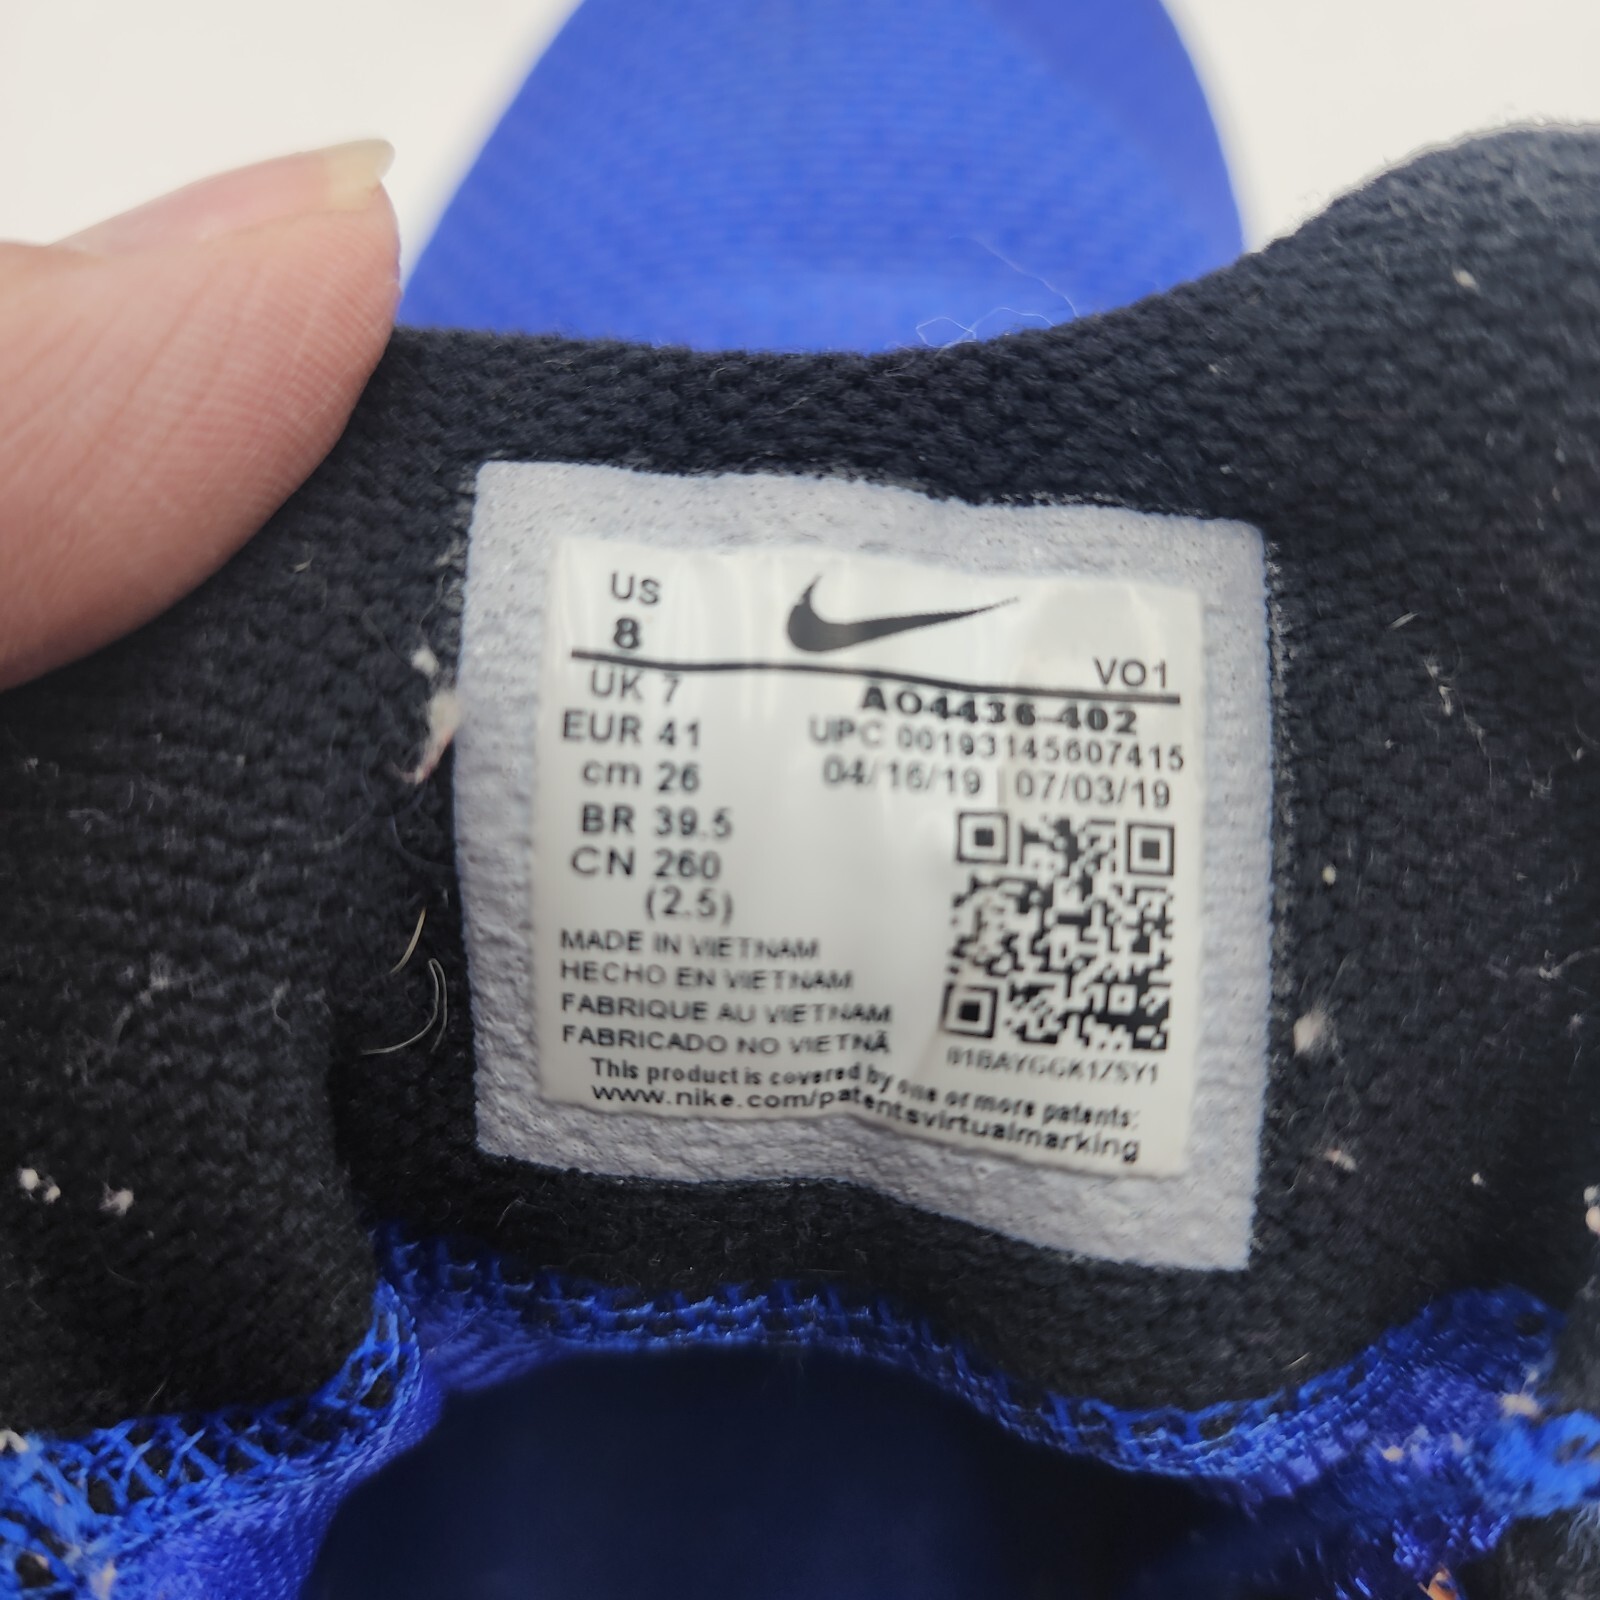 US
8
VO1
UK 7
AO4436-402
EUR 41
UPC 00193145607415
cm 26
04/16/19 07/03/19
BR 39.5
CN 260
(2.5)
MADE IN VIETNAM
HECHO EN VIETNAM
FABRIQUE AU VIETNAM
FABRICADO NO VIETNÃ
This product is covered by one or more patents:
www.nike.com/patentsvirtualmarking